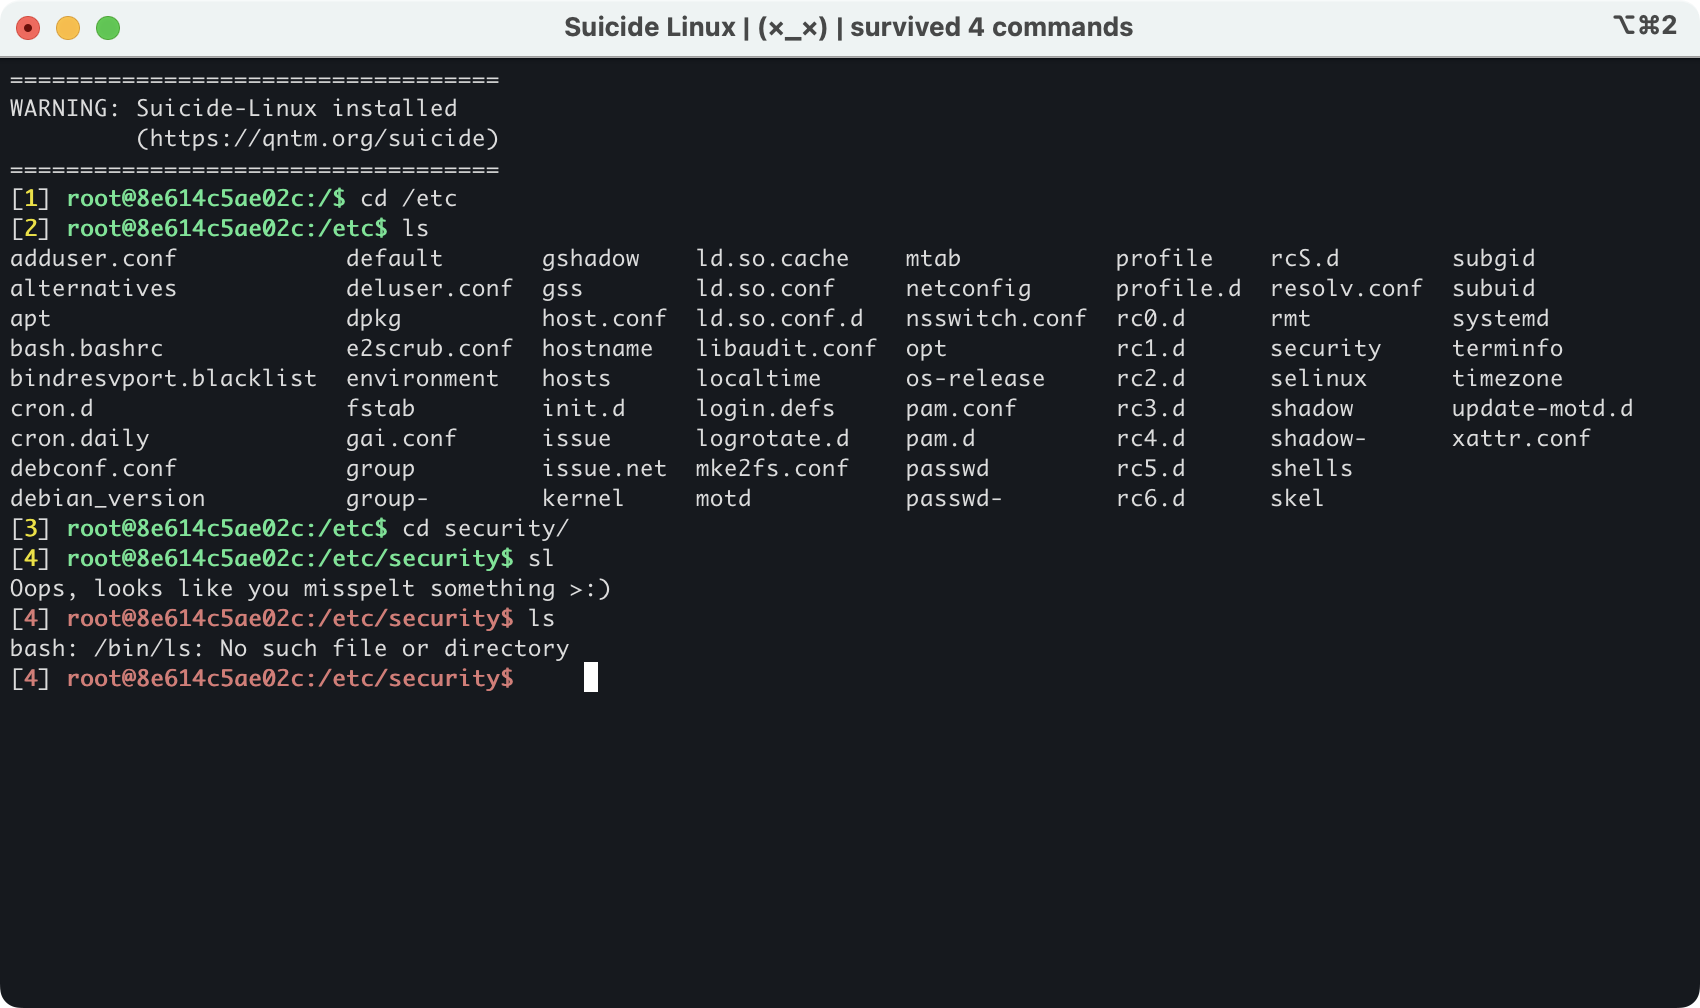 Suicide Linux | (×_×) | survived 4 commands ⌥⌘2
===================================
WARNING: Suicide-Linux installed
         (https://qntm.org/suicide)
===================================
[1] root@8e614c5ae02c:/$ cd /etc
[2] root@8e614c5ae02c:/etc$ ls
adduser.conf            default       gshadow    ld.so.cache    mtab           profile    rcS.d        subgid
alternatives            deluser.conf  gss        ld.so.conf     netconfig      profile.d  resolv.conf  subuid
apt                     dpkg          host.conf  ld.so.conf.d   nsswitch.conf  rc0.d      rmt          systemd
bash.bashrc             e2scrub.conf  hostname   libaudit.conf  opt            rc1.d      security     terminfo
bindresvport.blacklist  environment   hosts      localtime      os-release     rc2.d      selinux      timezone
cron.d                  fstab         init.d     login.defs     pam.conf       rc3.d      shadow       update-motd.d
cron.daily              gai.conf      issue      logrotate.d    pam.d          rc4.d      shadow-      xattr.conf
debconf.conf            group         issue.net  mke2fs.conf    passwd         rc5.d      shells
debian_version          group-        kernel     motd           passwd-        rc6.d      skel
[3] root@8e614c5ae02c:/etc$ cd security/
[4] root@8e614c5ae02c:/etc/security$ sl
Oops, looks like you misspelt something >:)
[4] root@8e614c5ae02c:/etc/security$ ls
bash: /bin/ls: No such file or directory
[4] root@8e614c5ae02c:/etc/security$